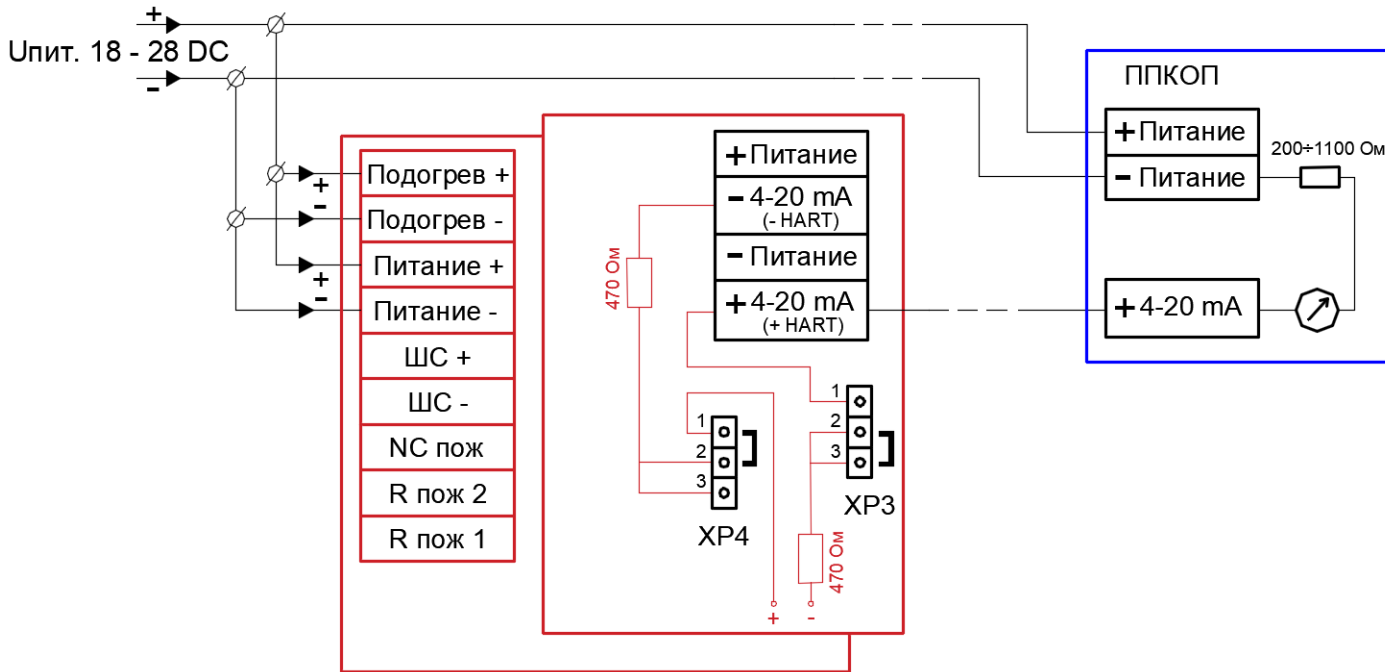 +
Uпит. 18 - 28 DC
-
ППКОП
+ Питание
- Питание
200÷1100 Ом
+ 4-20 mA
+
-
+
-
Подогрев +
Подогрев -
Питание +
Питание -
ШС +
ШС -
NC пож
R пож 2
R пож 1
+ Питание
- 4-20 mA
(- HART)
- Питание
+ 4-20 mA
(+ HART)
470 Ом
1
2
3
XP4
1
2
3
XP3
470 Ом
+ -